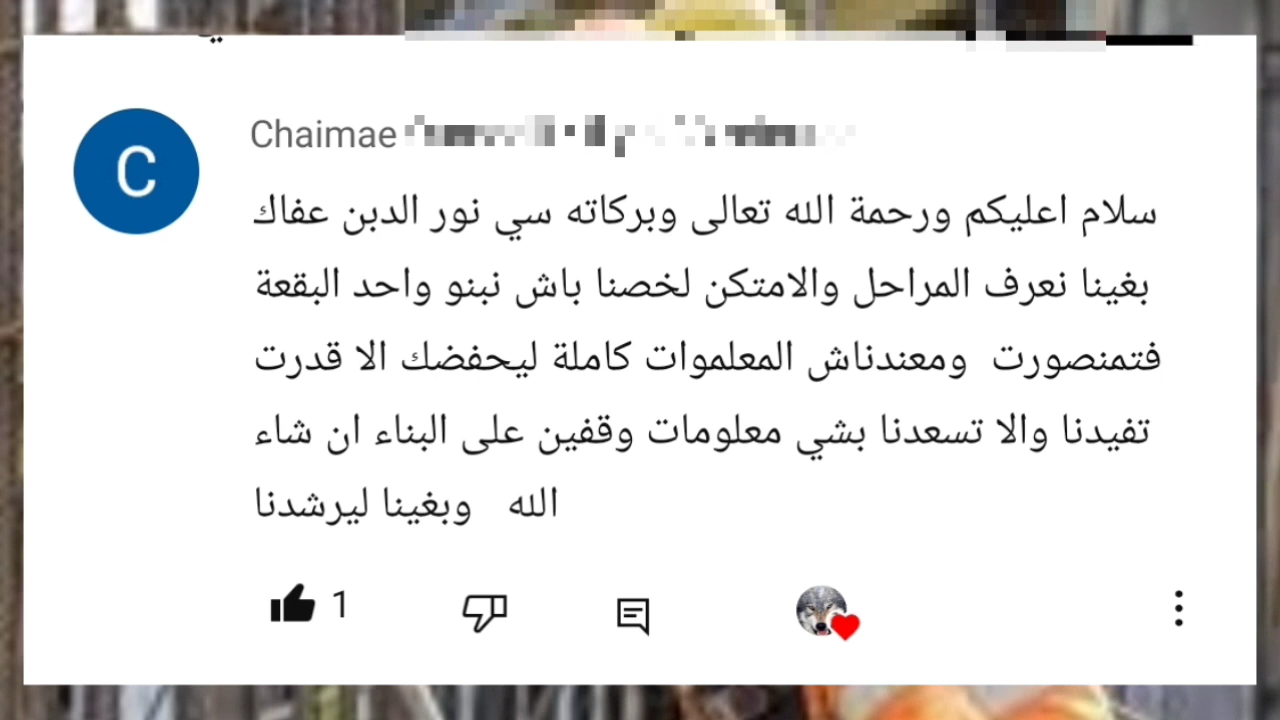 C
Chaimae
سلام اعليكم ورحمة الله تعالى وبركاته سي نور الدبن عفاك
بغينا نعرف المراحل والامتكن لخصنا باش نبنو واحد البقعة
فتمنصورت ومعندناش المعلموات كاملة ليحفضك الا قدرت
تفيدنا والا تسعدنا بشي معلومات وقفين على البناء ان شاء
الله وبغينا ليرشدنا
1